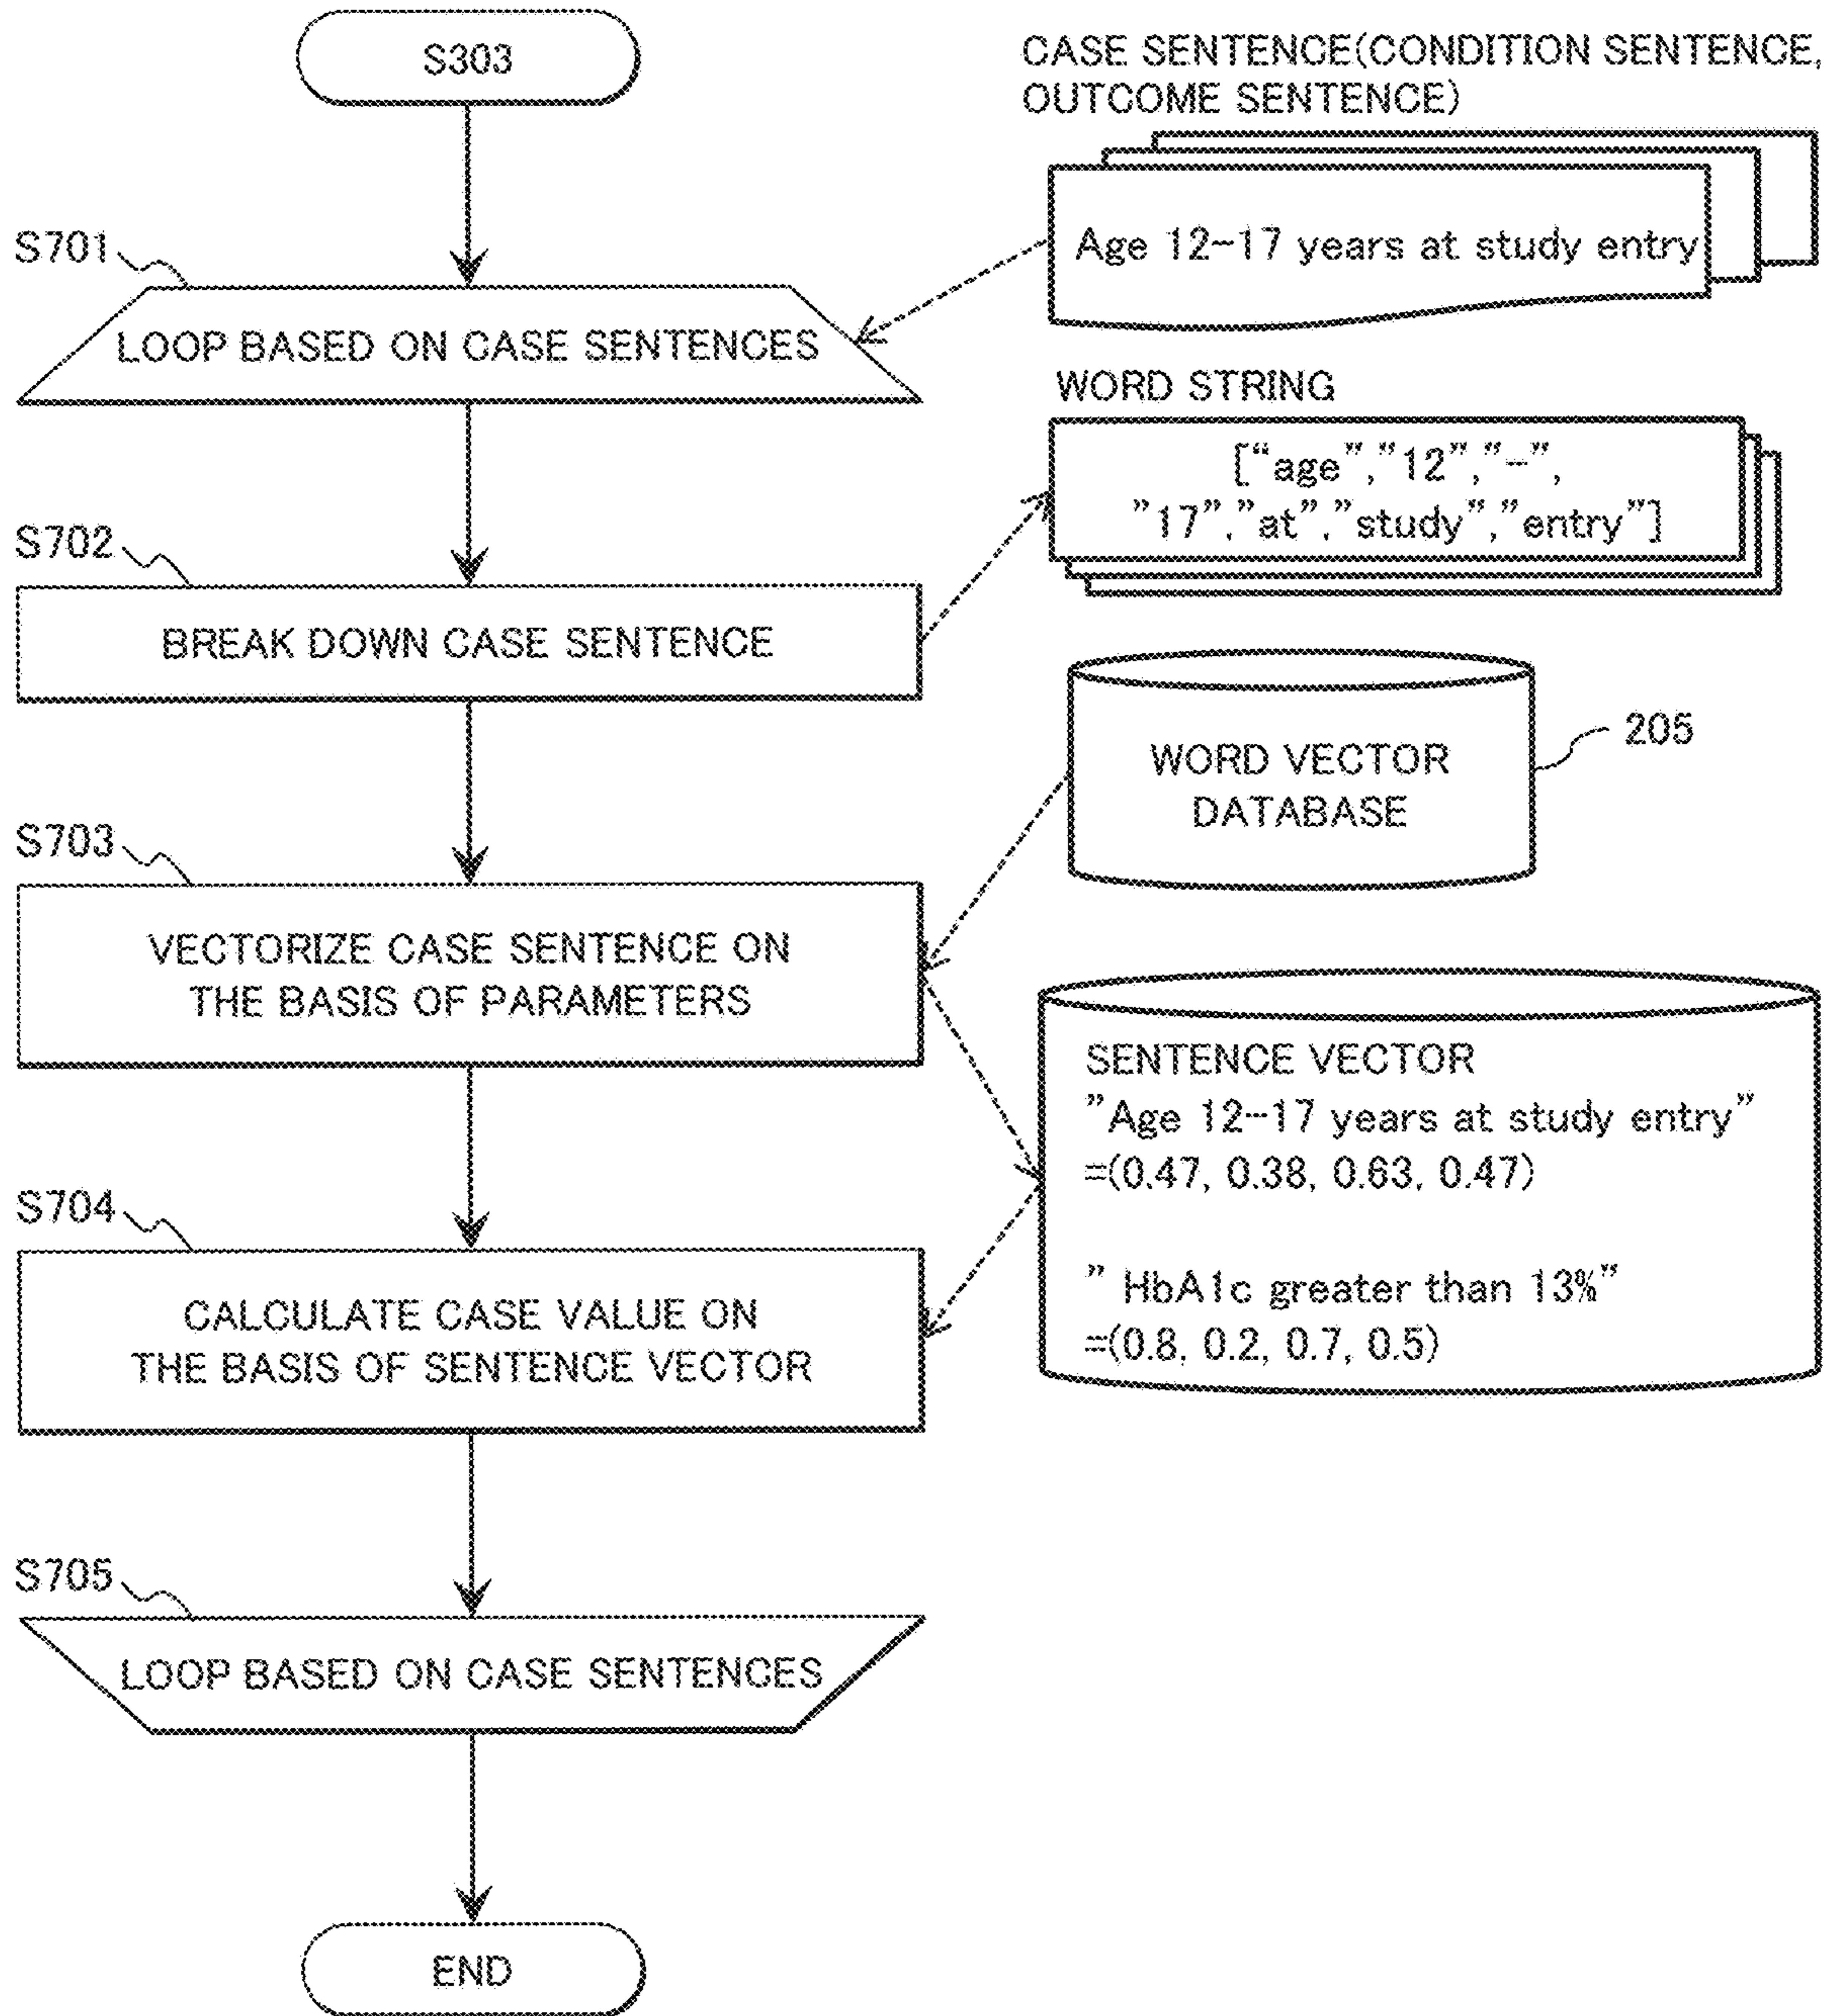 S303
CASE SENTENCE(CONDITION SENTENCE,
OUTCOME SENTENCE)
Age 12-17 years at study entry
S701
LOOP BASED ON CASE SENTENCES
WORD STRING
[“age”,”12”,”-”,
”17”,”at”,”study”,”entry”]
S702
BREAK DOWN CASE SENTENCE
WORD VECTOR
DATABASE
205
S703
VECTORIZE CASE SENTENCE ON
THE BASIS OF PARAMETERS
SENTENCE VECTOR
”Age 12-17 years at study entry”
=(0.47, 0.38, 0.63, 0.47)
” HbA1c greater than 13%”
=(0.8, 0.2, 0.7, 0.5)
S704
CALCULATE CASE VALUE ON
THE BASIS OF SENTENCE VECTOR
S705
LOOP BASED ON CASE SENTENCES
END